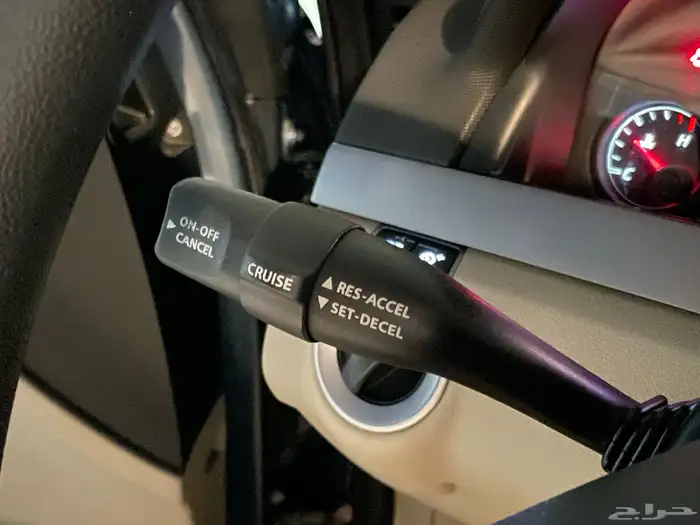 H
C
▶ ON-OFF
CANCEL
CRUISE
▲ RES-ACCEL
▼ SET-DECEL
حراج